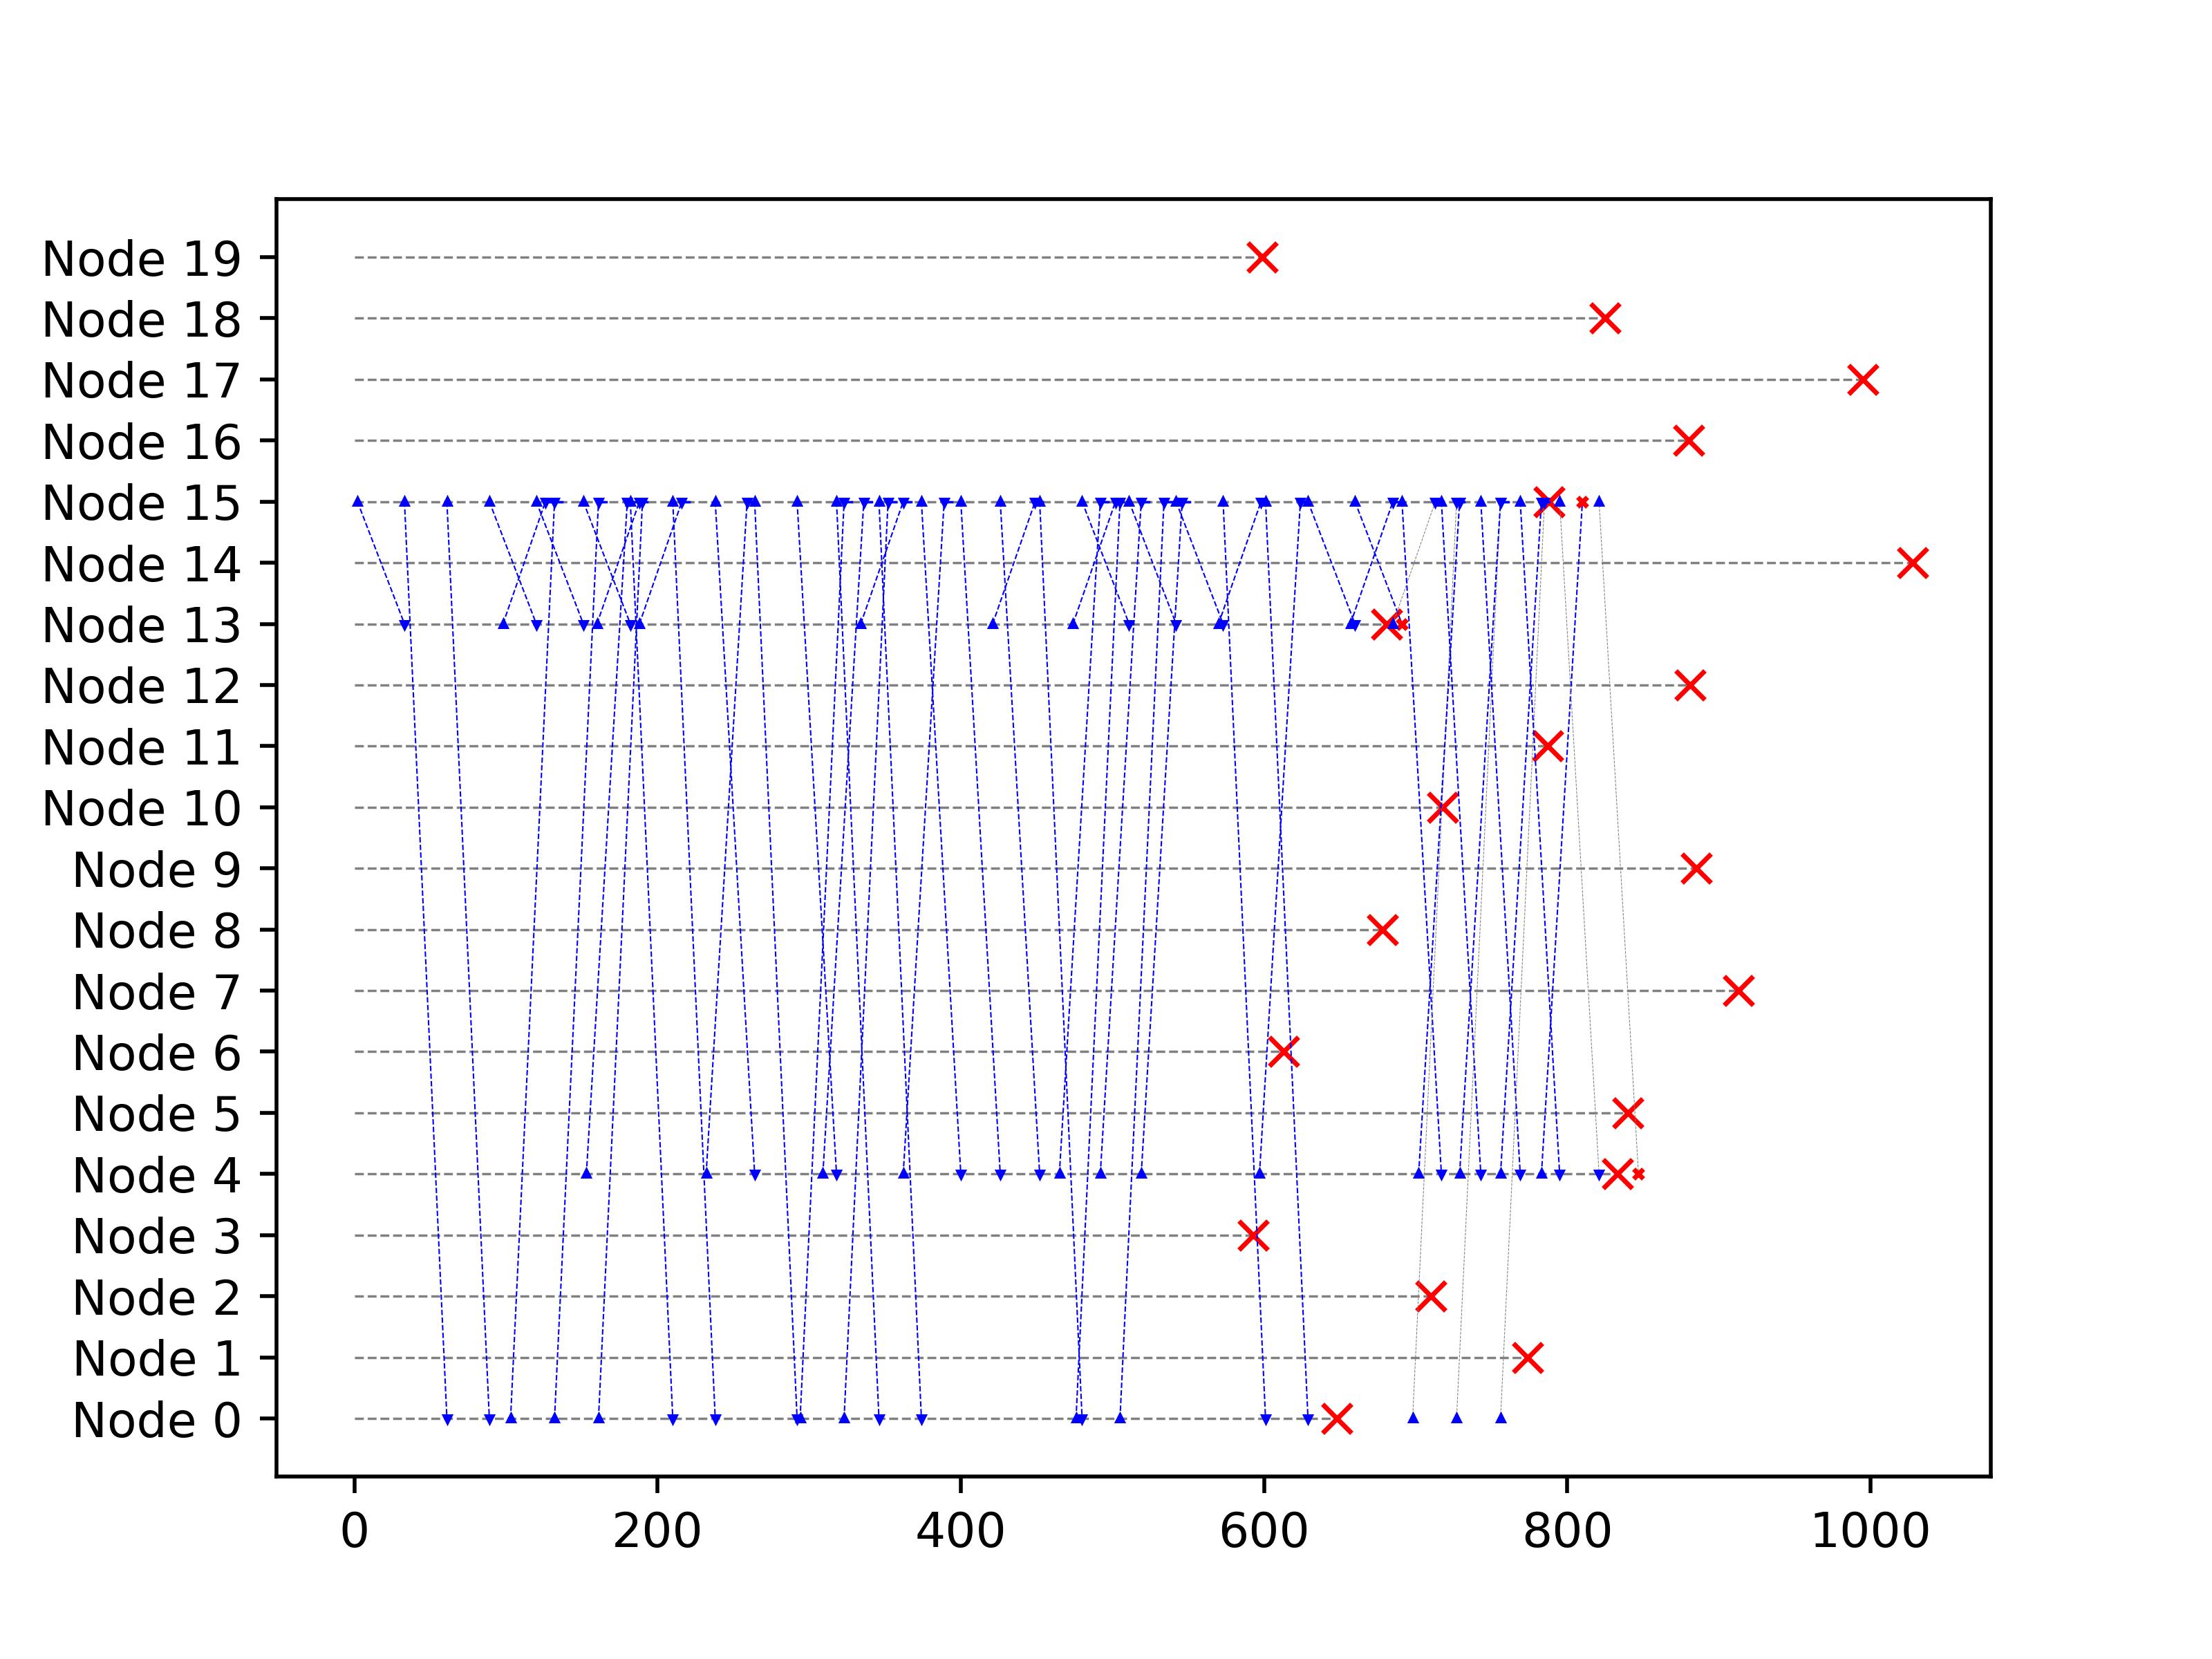 Node 19
Node 18
Node 17
Node 16
Node 15
Node 14
Node 13
Node 12
Node 11
Node 10
Node 9
Node 8
Node 7
Node 6
Node 5
Node 4
Node 3
Node 2
Node 1
Node 0
0 200 400 600 800 1000